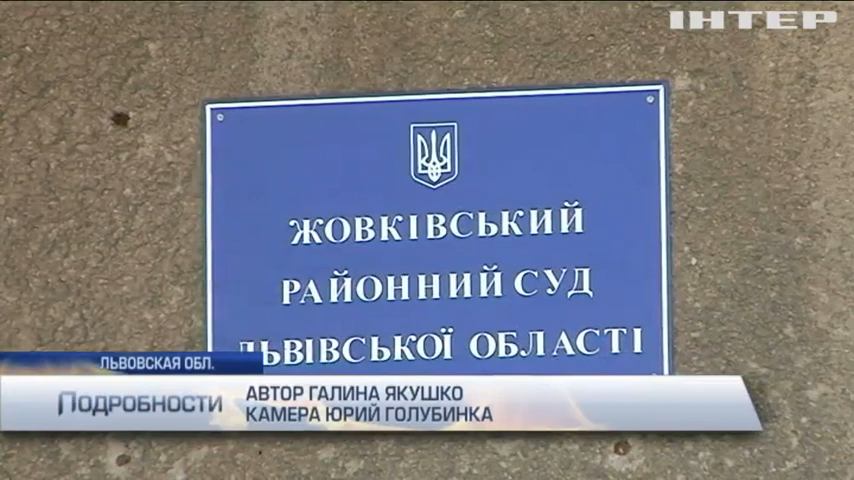 ІНТЕР
ЖОВКІВСЬКИЙ
РАЙОННИЙ СУД
ЛЬВІВСЬКОЇ ОБЛАСТІ
ЛЬВОВСКАЯ ОБЛ.
ПОДРОБНОСТИ
АВТОР ГАЛИНА ЯКУШКО
КАМЕРА ЮРИЙ ГОЛУБИНКА